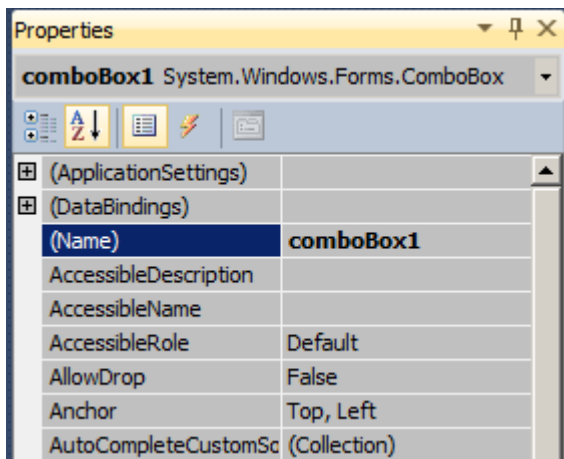 Properties
comboBox1 System.Windows.Forms.ComboBox
(ApplicationSettings)
(DataBindings)
(Name) comboBox1
AccessibleDescription
AccessibleName
AccessibleRole Default
AllowDrop False
Anchor Top, Left
AutoCompleteCustomSc (Collection)